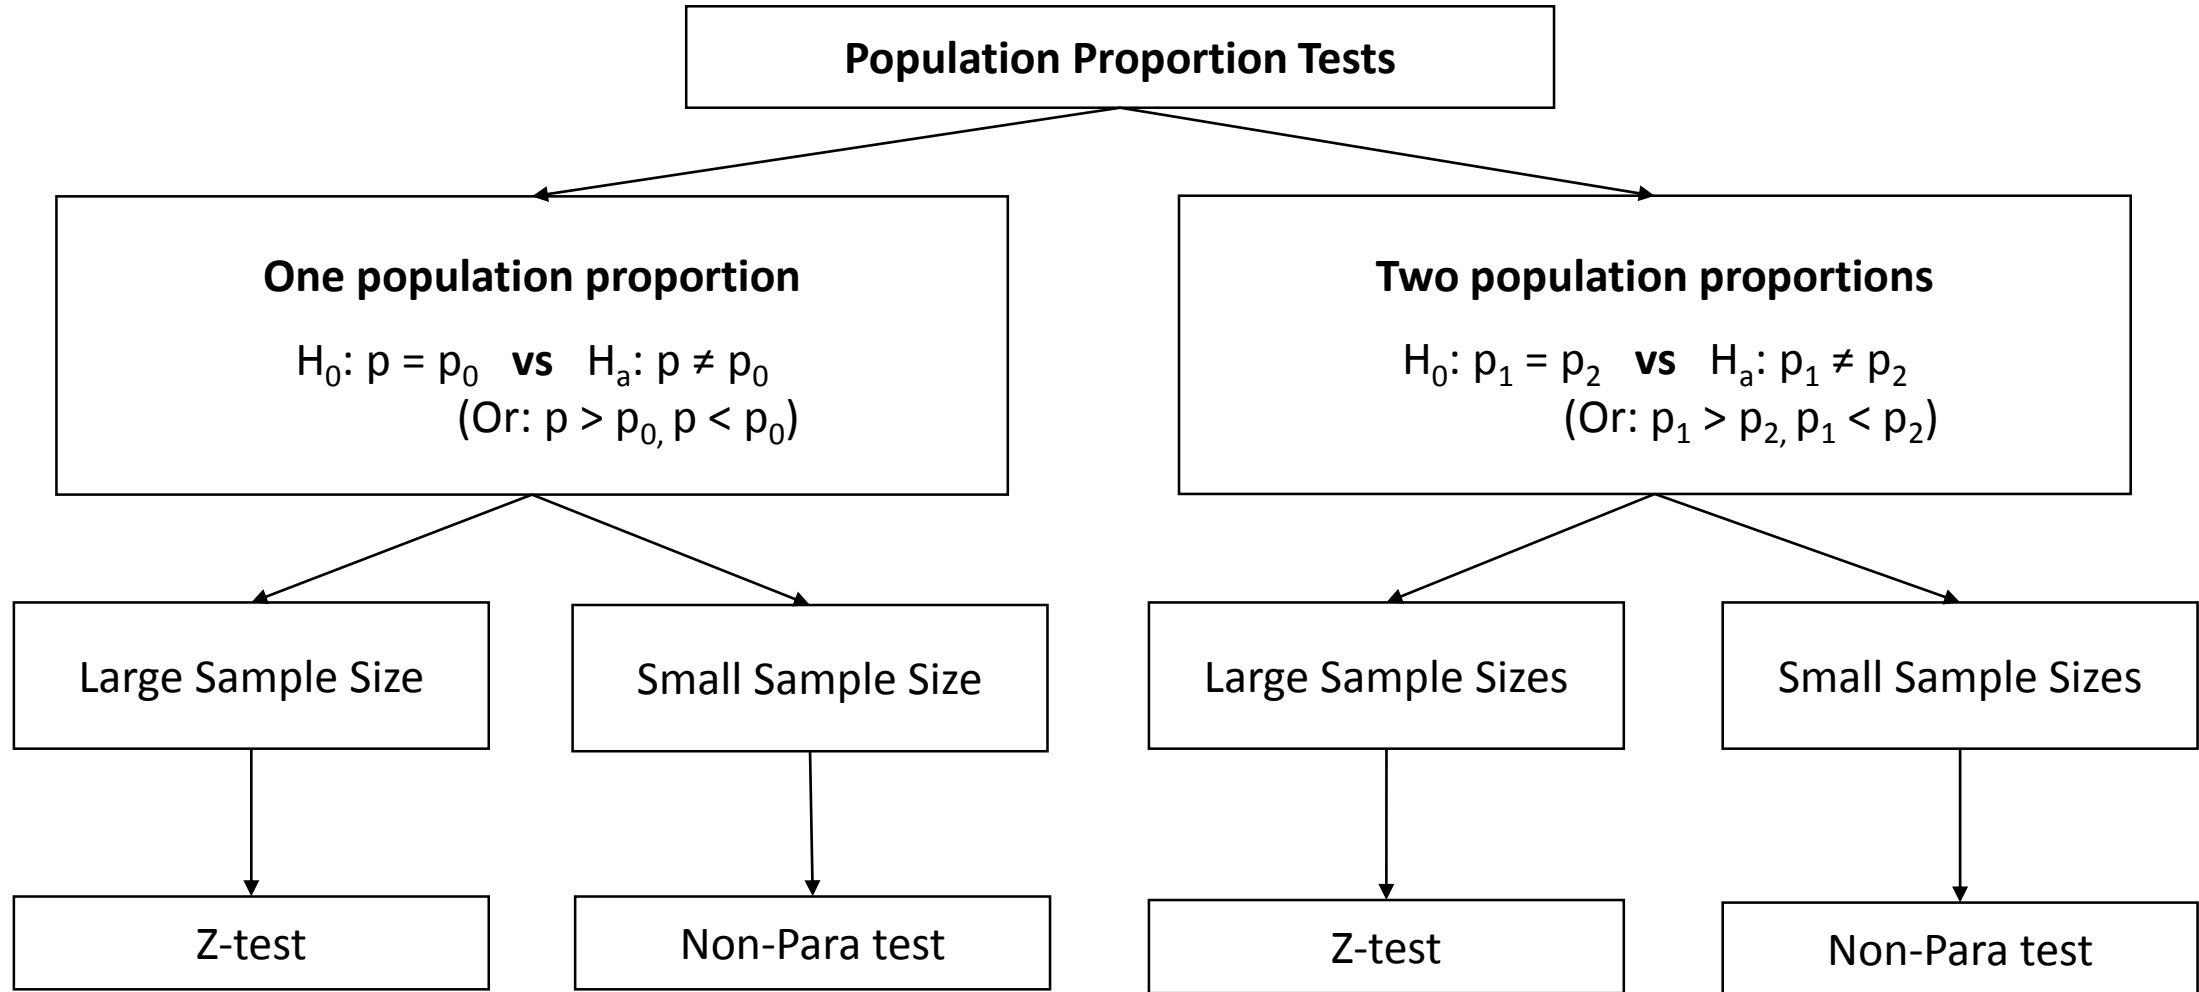 Population Proportion Tests
One population proportion
H₀: p = p₀ vs Hₐ: p ≠ p₀
(Or: p > p₀, p < p₀)
Two population proportions
H₀: p₁ = p₂ vs Hₐ: p₁ ≠ p₂
(Or: p₁ > p₂, p₁ < p₂)
Large Sample Size
Small Sample Size
Large Sample Sizes
Small Sample Sizes
Z-test
Non-Para test
Z-test
Non-Para test